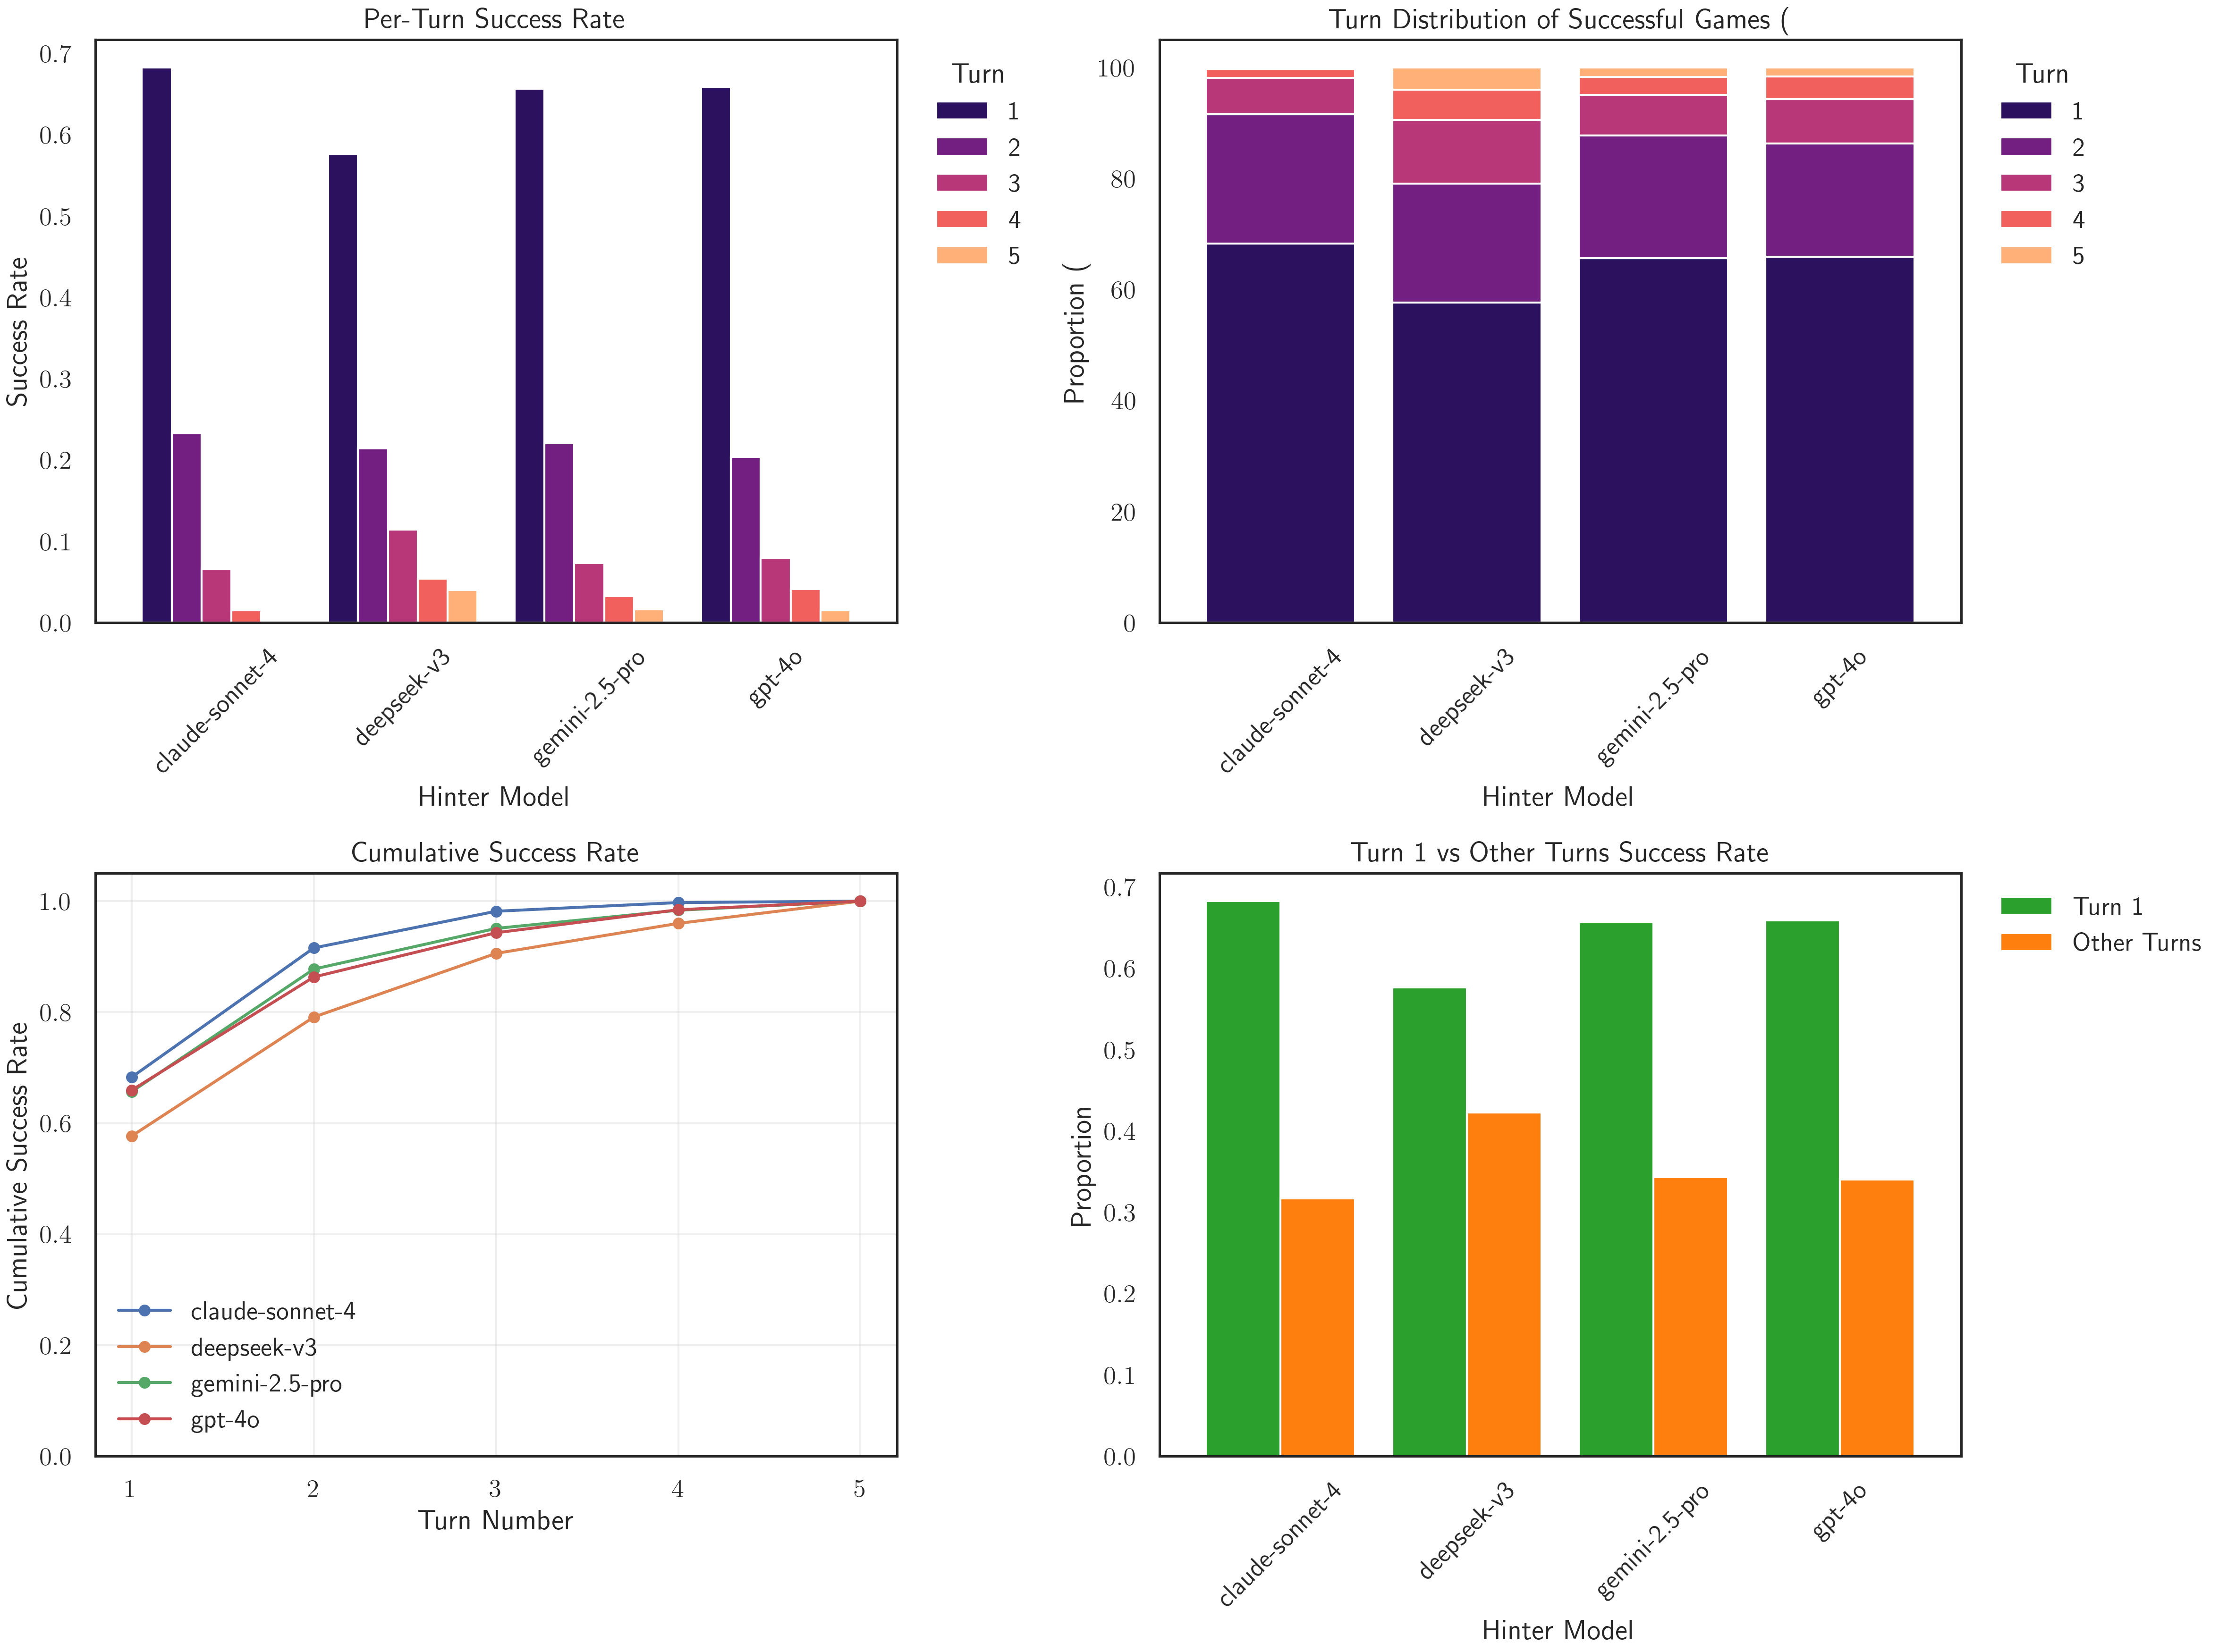 Per-Turn Success Rate
Success Rate
0.7
0.6
0.5
0.4
0.3
0.2
0.1
0.0
claude-sonnet-4
deepseek-v3
gemini-2.5-pro
gpt-4o
Hinter Model
Turn
1
2
3
4
5
Turn Distribution of Successful Games (
Proportion (
100
80
60
40
20
0
claude-sonnet-4
deepseek-v3
gemini-2.5-pro
gpt-4o
Hinter Model
Turn
1
2
3
4
5
Cumulative Success Rate
Cumulative Success Rate
1.0
0.8
0.6
0.4
0.2
0.0
claude-sonnet-4
deepseek-v3
gemini-2.5-pro
gpt-4o
1 2 3 4 5
Turn Number
Turn 1 vs Other Turns Success Rate
Proportion
0.7
0.6
0.5
0.4
0.3
0.2
0.1
0.0
claude-sonnet-4
deepseek-v3
gemini-2.5-pro
gpt-4o
Hinter Model
Turn 1
Other Turns